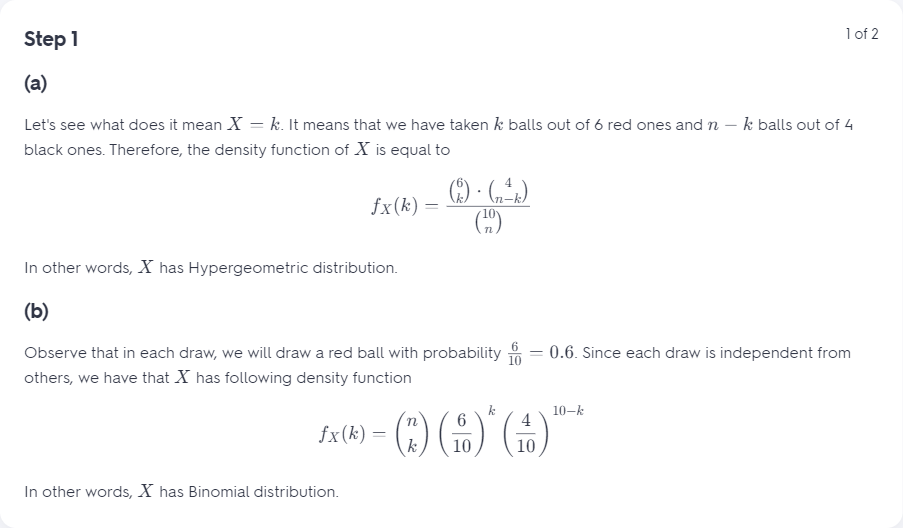 Step 1
1 of 2
(a)
Let's see what does it mean $X = k$. It means that we have taken $k$ balls out of 6 red ones and $n - k$ balls out of 4
black ones. Therefore, the density function of $X$ is equal to
$$f_X(k) = \frac{\binom{6}{k} \cdot \binom{4}{n-k}}{\binom{10}{n}}$$
In other words, $X$ has Hypergeometric distribution.
(b)
Observe that in each draw, we will draw a red ball with probability $\frac{6}{10} = 0.6$. Since each draw is independent from
others, we have that $X$ has following density function
$$f_X(k) = \binom{n}{k} \left(\frac{6}{10}\right)^k \left(\frac{4}{10}\right)^{10-k}$$
In other words, $X$ has Binomial distribution.